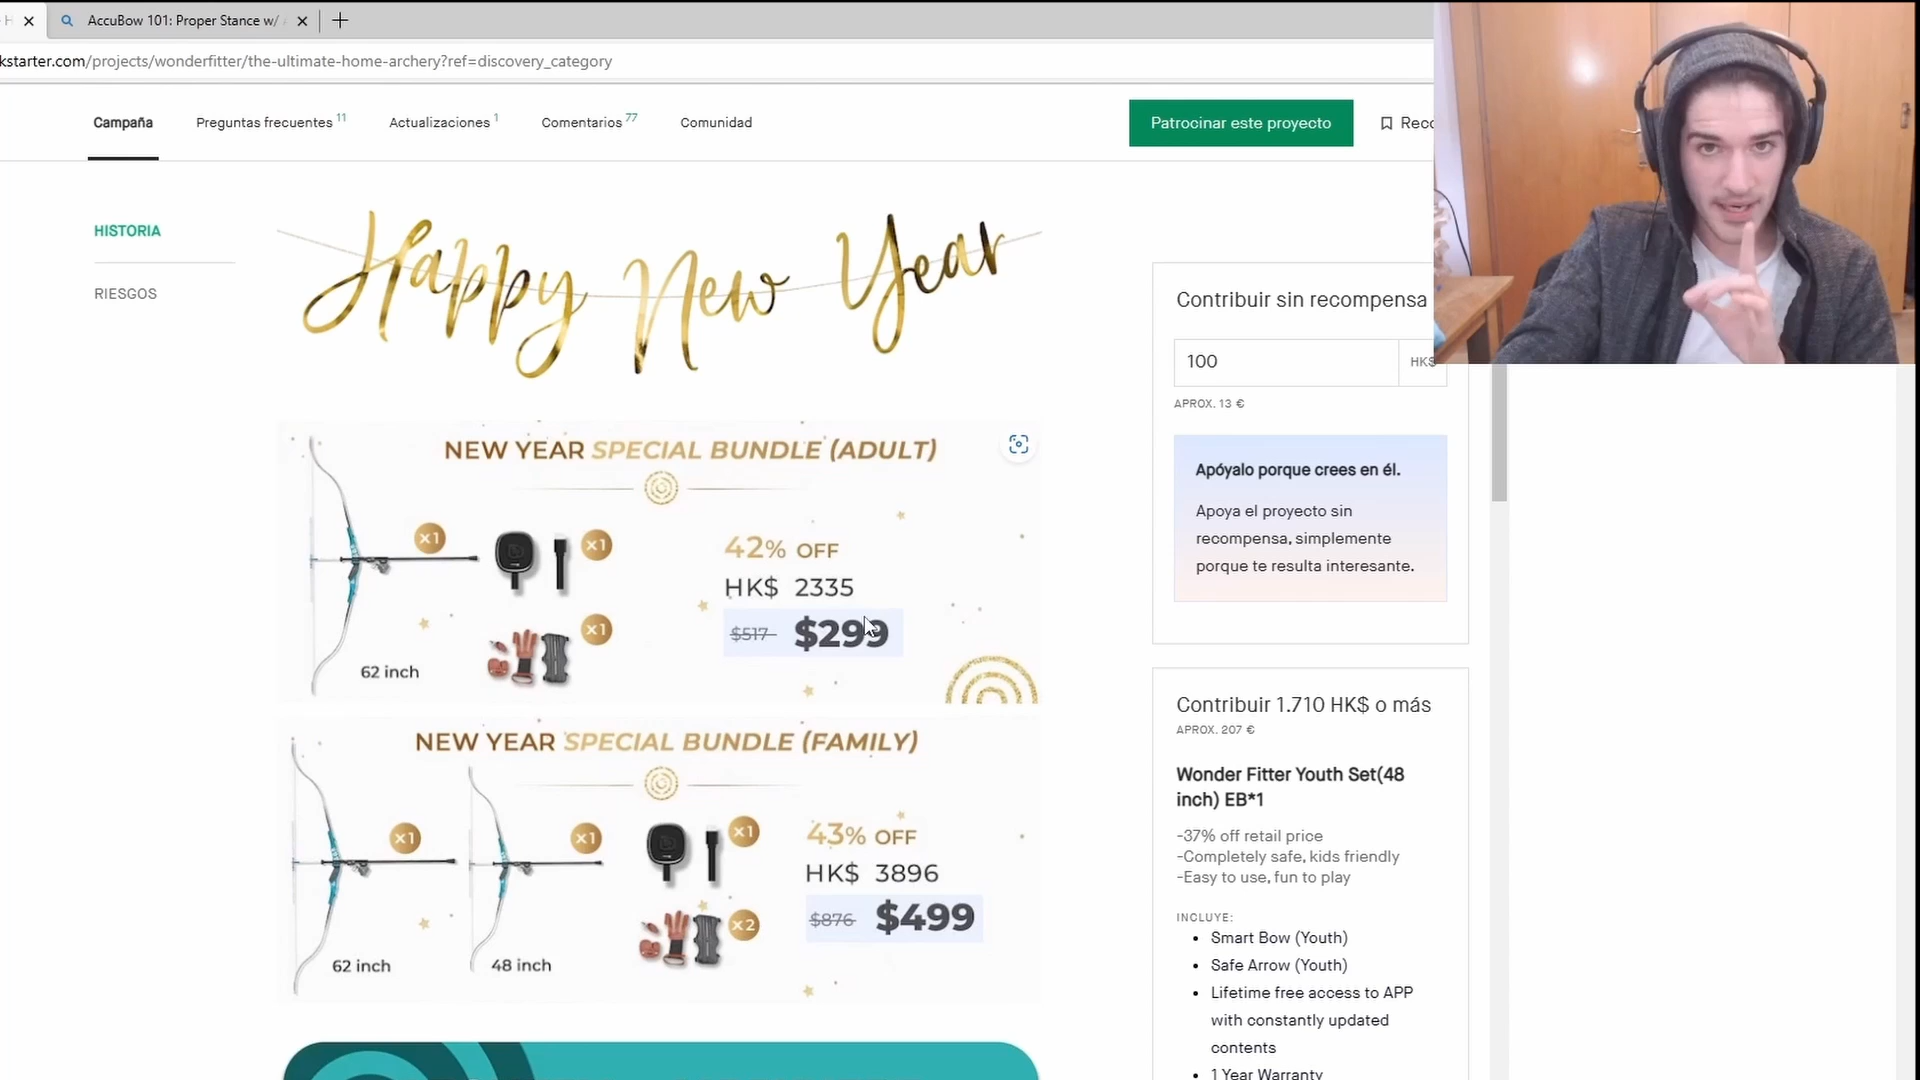 AccuBow 101: Proper Stance w/
kstarter.com/projects/wonderfitter/the-ultimate-home-archery?ref=discovery_category
Campaña
Preguntas frecuentes 11
Actualizaciones 1
Comentarios 77
Comunidad
Patrocinar este proyecto
HISTORIA
RIESGOS
Happy New Year
NEW YEAR SPECIAL BUNDLE (ADULT)
x1
x1
x1
62 inch
42% OFF
HK$ 2335
$517 $299
NEW YEAR SPECIAL BUNDLE (FAMILY)
x1
x1
x1
x2
62 inch
48 inch
43% OFF
HK$ 3896
$876 $499
Contribuir sin recompensa
100 HK$
APROX. 13 €
Apóyalo porque crees en él.
Apoya el proyecto sin
recompensa, simplemente
porque te resulta interesante.
Contribuir 1.710 HK$ o más
APROX. 207 €
Wonder Fitter Youth Set(48
inch) EB*1
-37% off retail price
-Completely safe, kids friendly
-Easy to use, fun to play
INCLUYE:
Smart Bow (Youth)
Safe Arrow (Youth)
Lifetime free access to APP
with constantly updated
contents
1 Year Warranty